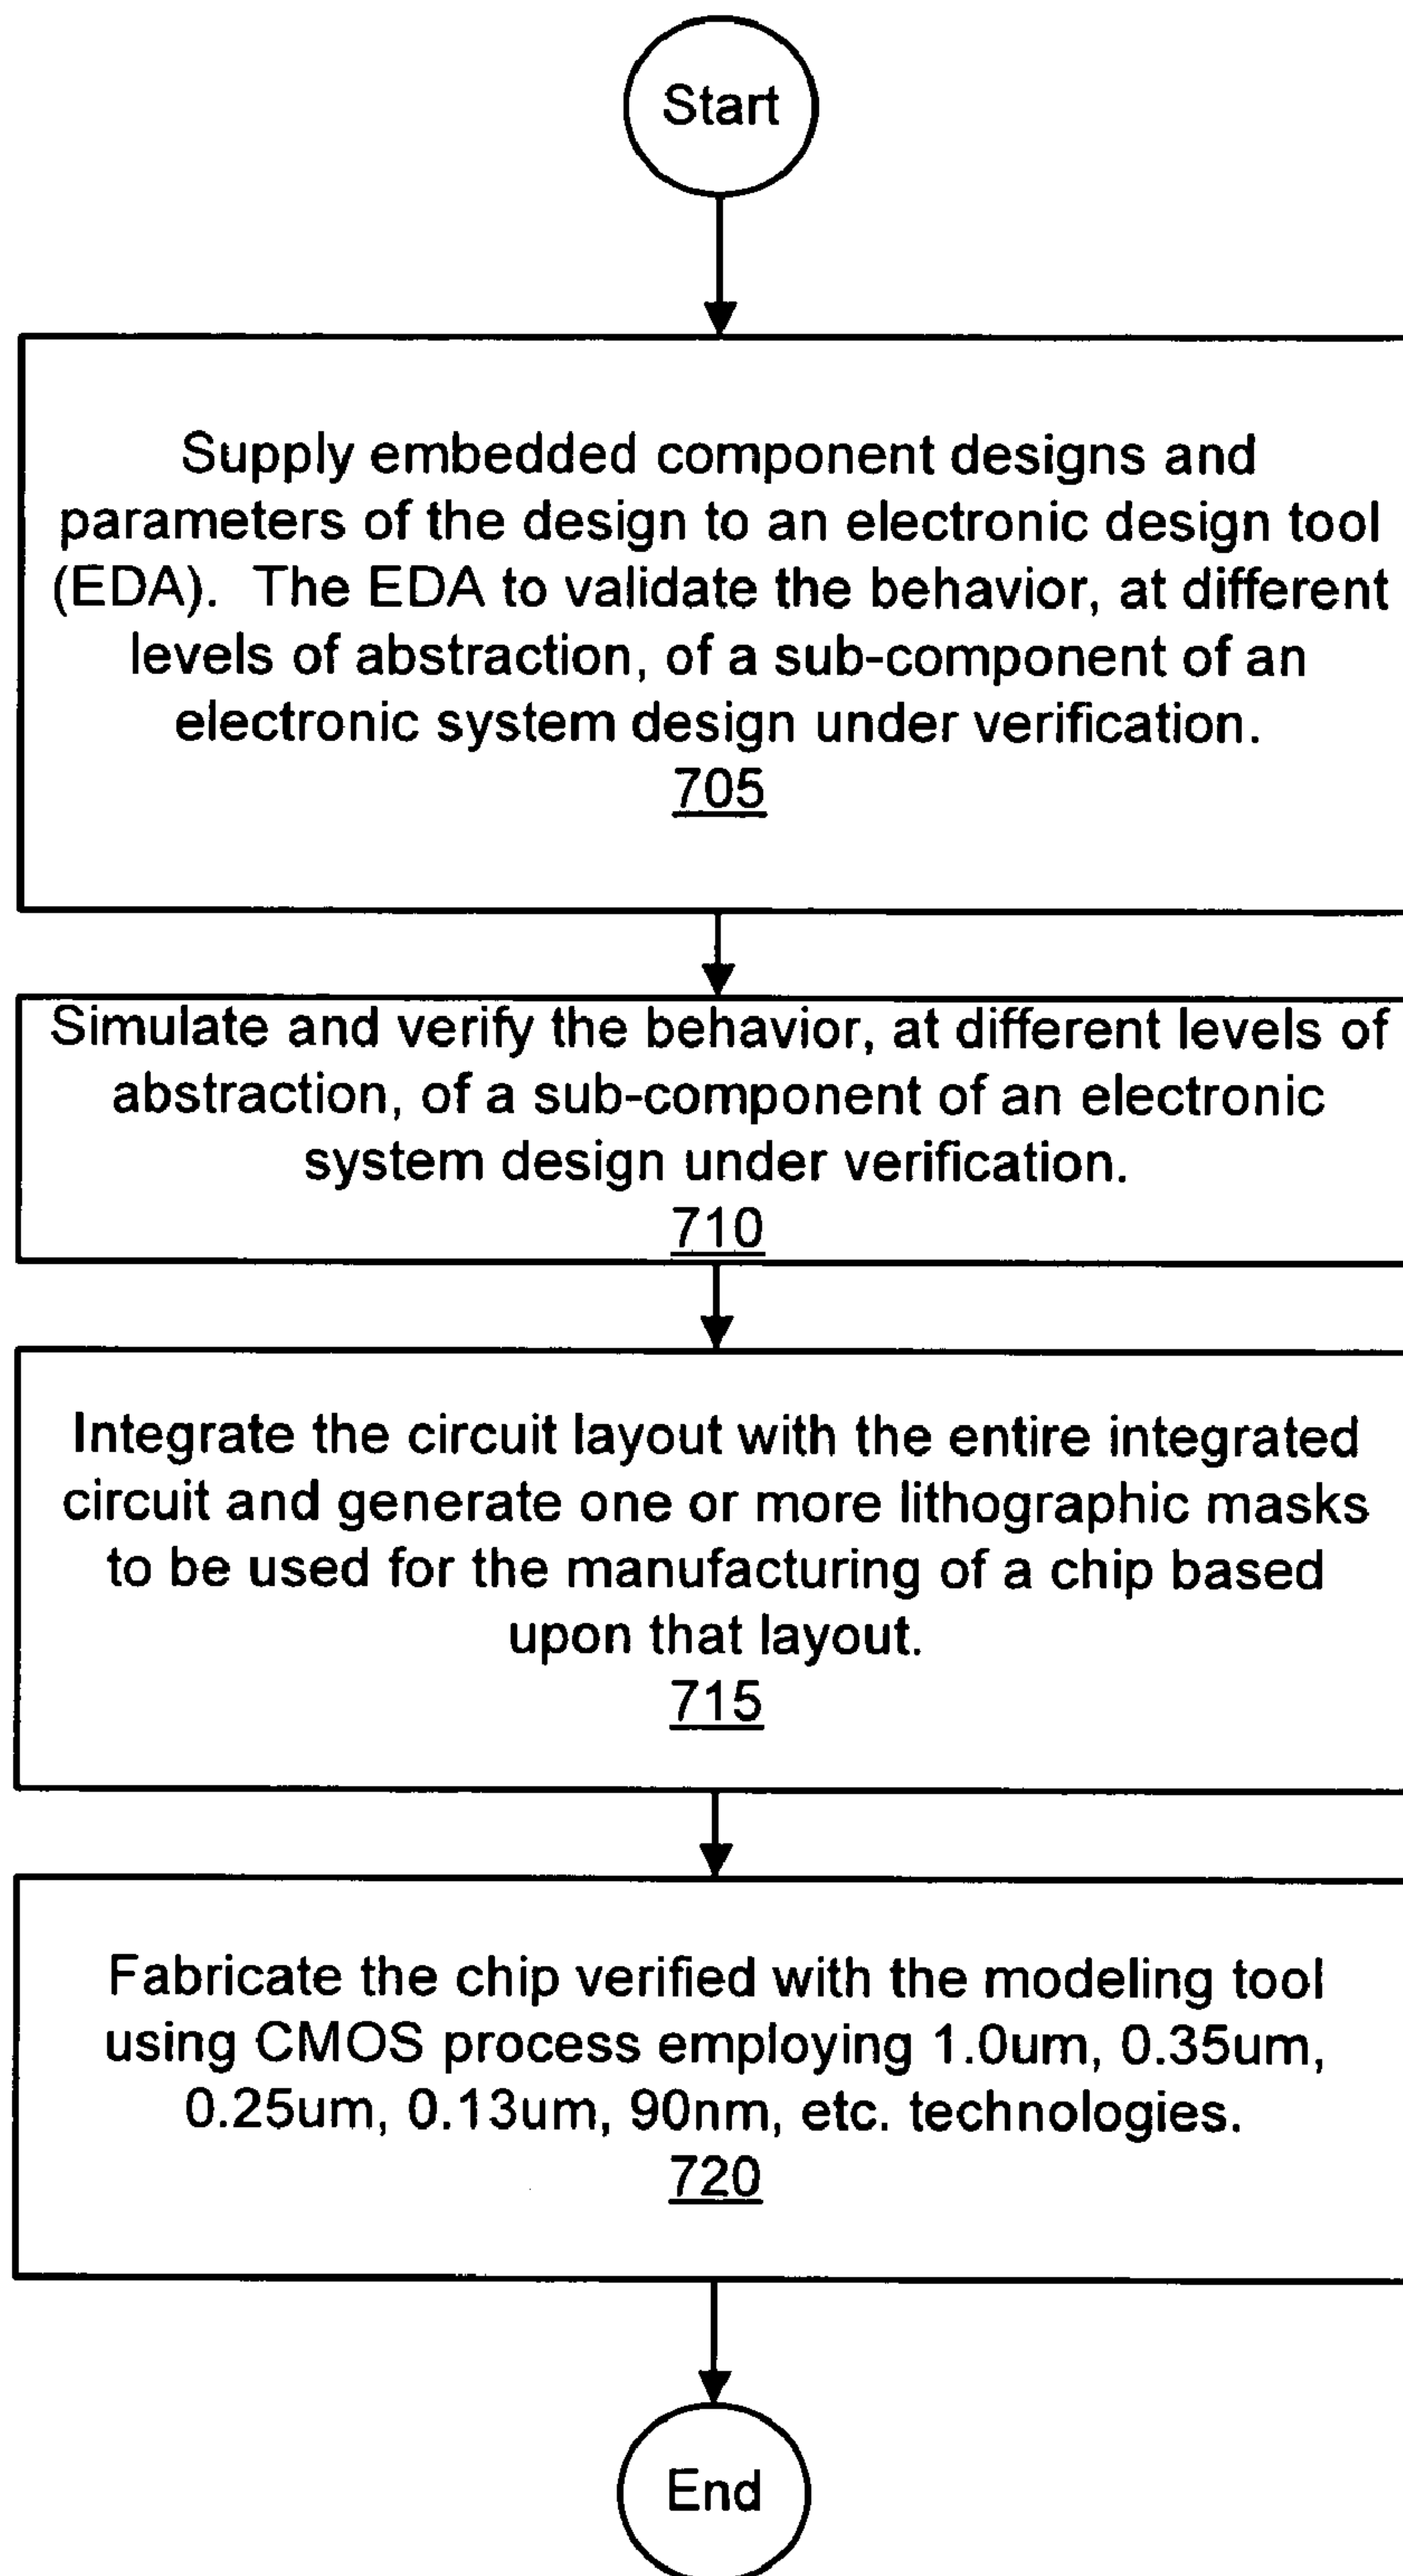 Start
Supply embedded component designs and
parameters of the design to an electronic design tool
(EDA). The EDA to validate the behavior, at different
levels of abstraction, of a sub-component of an
electronic system design under verification.
705
Simulate and verify the behavior, at different levels of
abstraction, of a sub-component of an electronic
system design under verification.
710
Integrate the circuit layout with the entire integrated
circuit and generate one or more lithographic masks
to be used for the manufacturing of a chip based
upon that layout.
715
Fabricate the chip verified with the modeling tool
using CMOS process employing 1.0um, 0.35um,
0.25um, 0.13um, 90nm, etc. technologies.
720
End